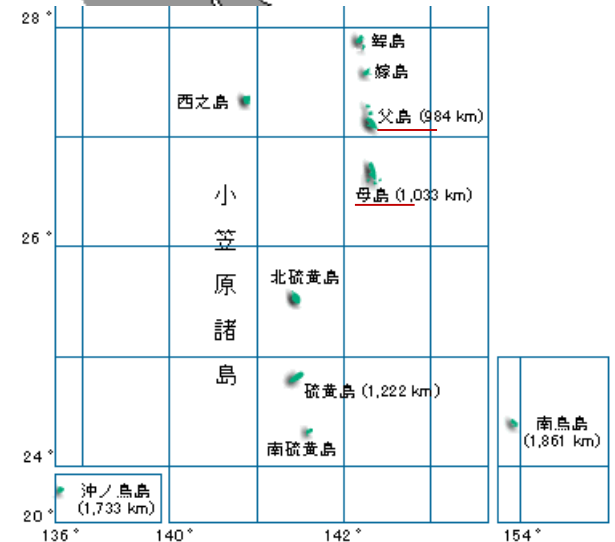 28°
聟島
嫁島
西之島
父島 (984 km)
母島 (1,033 km)
小笠原諸島
26°
北硫黄島
硫黄島 (1,222 km)
南鳥島
(1,861 km)
南硫黄島
24°
沖ノ鳥島
(1,733 km)
20°
136°
140°
142°
154°